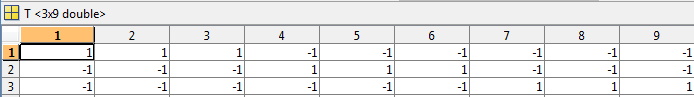 T <3x9 double>
1 2 3 4 5 6 7 8 9
1 1 1 1 -1 -1 -1 -1 -1 -1
2 -1 -1 -1 1 1 1 -1 -1 -1
3 -1 -1 -1 -1 -1 -1 1 1 1